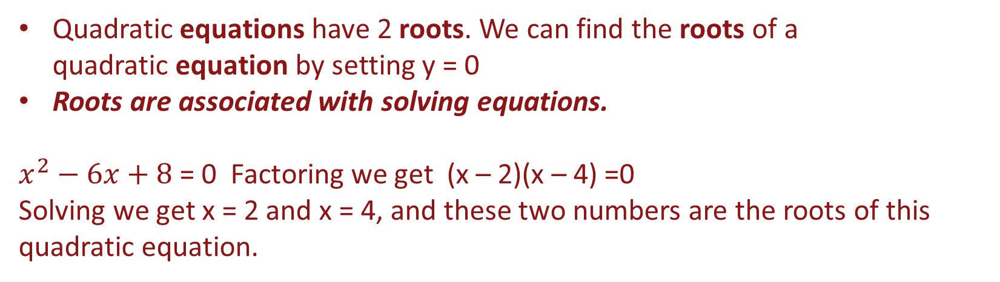 • Quadratic equations have 2 roots. We can find the roots of a
quadratic equation by setting y = 0
• Roots are associated with solving equations.
x² − 6x + 8 = 0 Factoring we get (x – 2)(x – 4) =0
Solving we get x = 2 and x = 4, and these two numbers are the roots of this
quadratic equation.